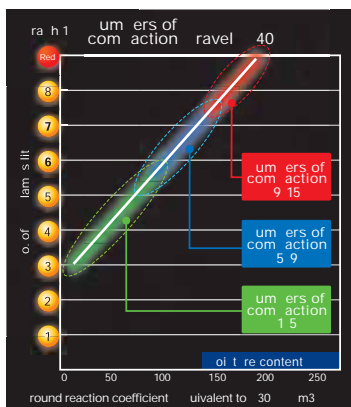 ra h 1 um ers of
com action ravel 40
Red
8
7
6
5
4
3
2
1
o. of lam s lit
um ers of
com action
9 15
um ers of
com action
5 9
um ers of
com action
1 5
oi t re content
0 50 100 150 200 250
round reaction coefficient uivalent to 30 m3